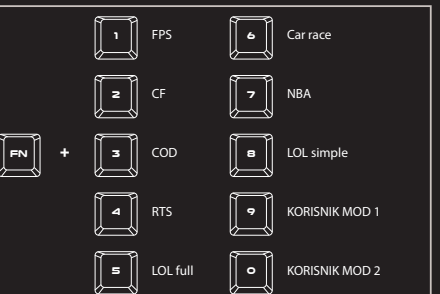 1 FPS 6 Car race
2 CF 7 NBA
FN + 3 COD 8 LOL simple
4 RTS 9 KORISNIK MOD 1
5 LOL full 0 KORISNIK MOD 2